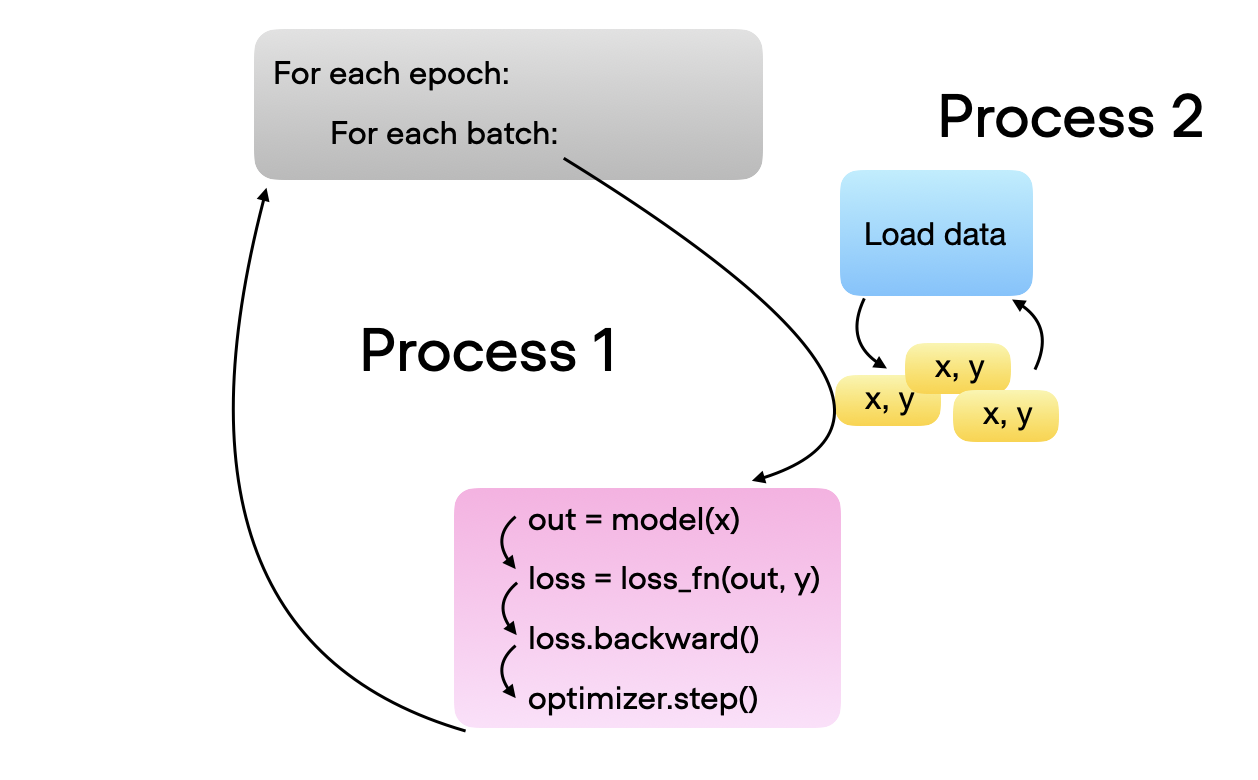 For each epoch:
For each batch:
Process 2
Load data
Process 1
x, y
x, y
x, y
out = model(x)
loss = loss_fn(out, y)
loss.backward()
optimizer.step()